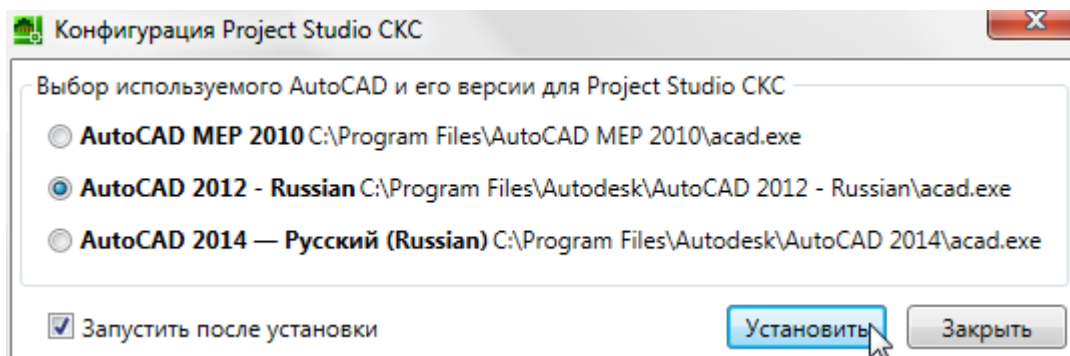 Конфигурация Project Studio СКС
Выбор используемого AutoCAD и его версии для Project Studio СКС
AutoCAD MEP 2010 C:\Program Files\AutoCAD MEP 2010\acad.exe
AutoCAD 2012 - Russian C:\Program Files\Autodesk\AutoCAD 2012 - Russian\acad.exe
AutoCAD 2014 — Русский (Russian) C:\Program Files\Autodesk\AutoCAD 2014\acad.exe
Запустить после установки Установить Закрыть